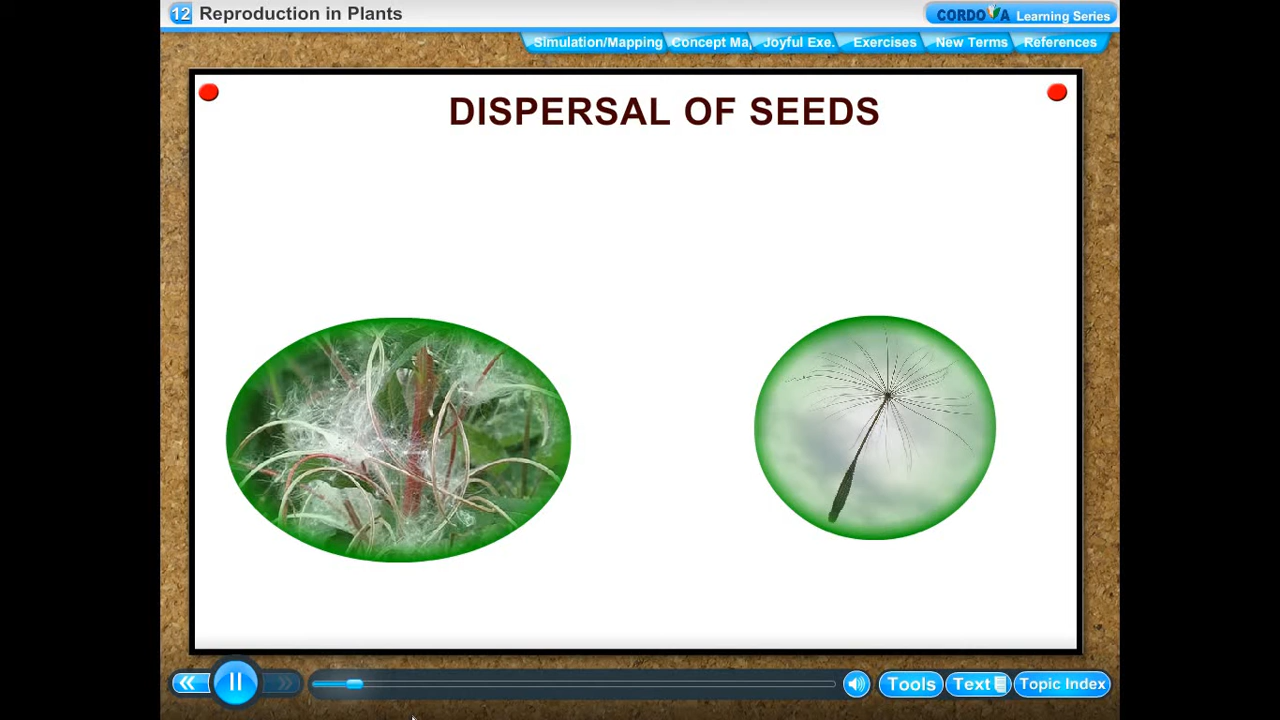 12 Reproduction in Plants
CORDOVA Learning Series
Simulation/Mapping Concept Ma Joyful Exe. Exercises New Terms References
DISPERSAL OF SEEDS
Tools Text Topic Index